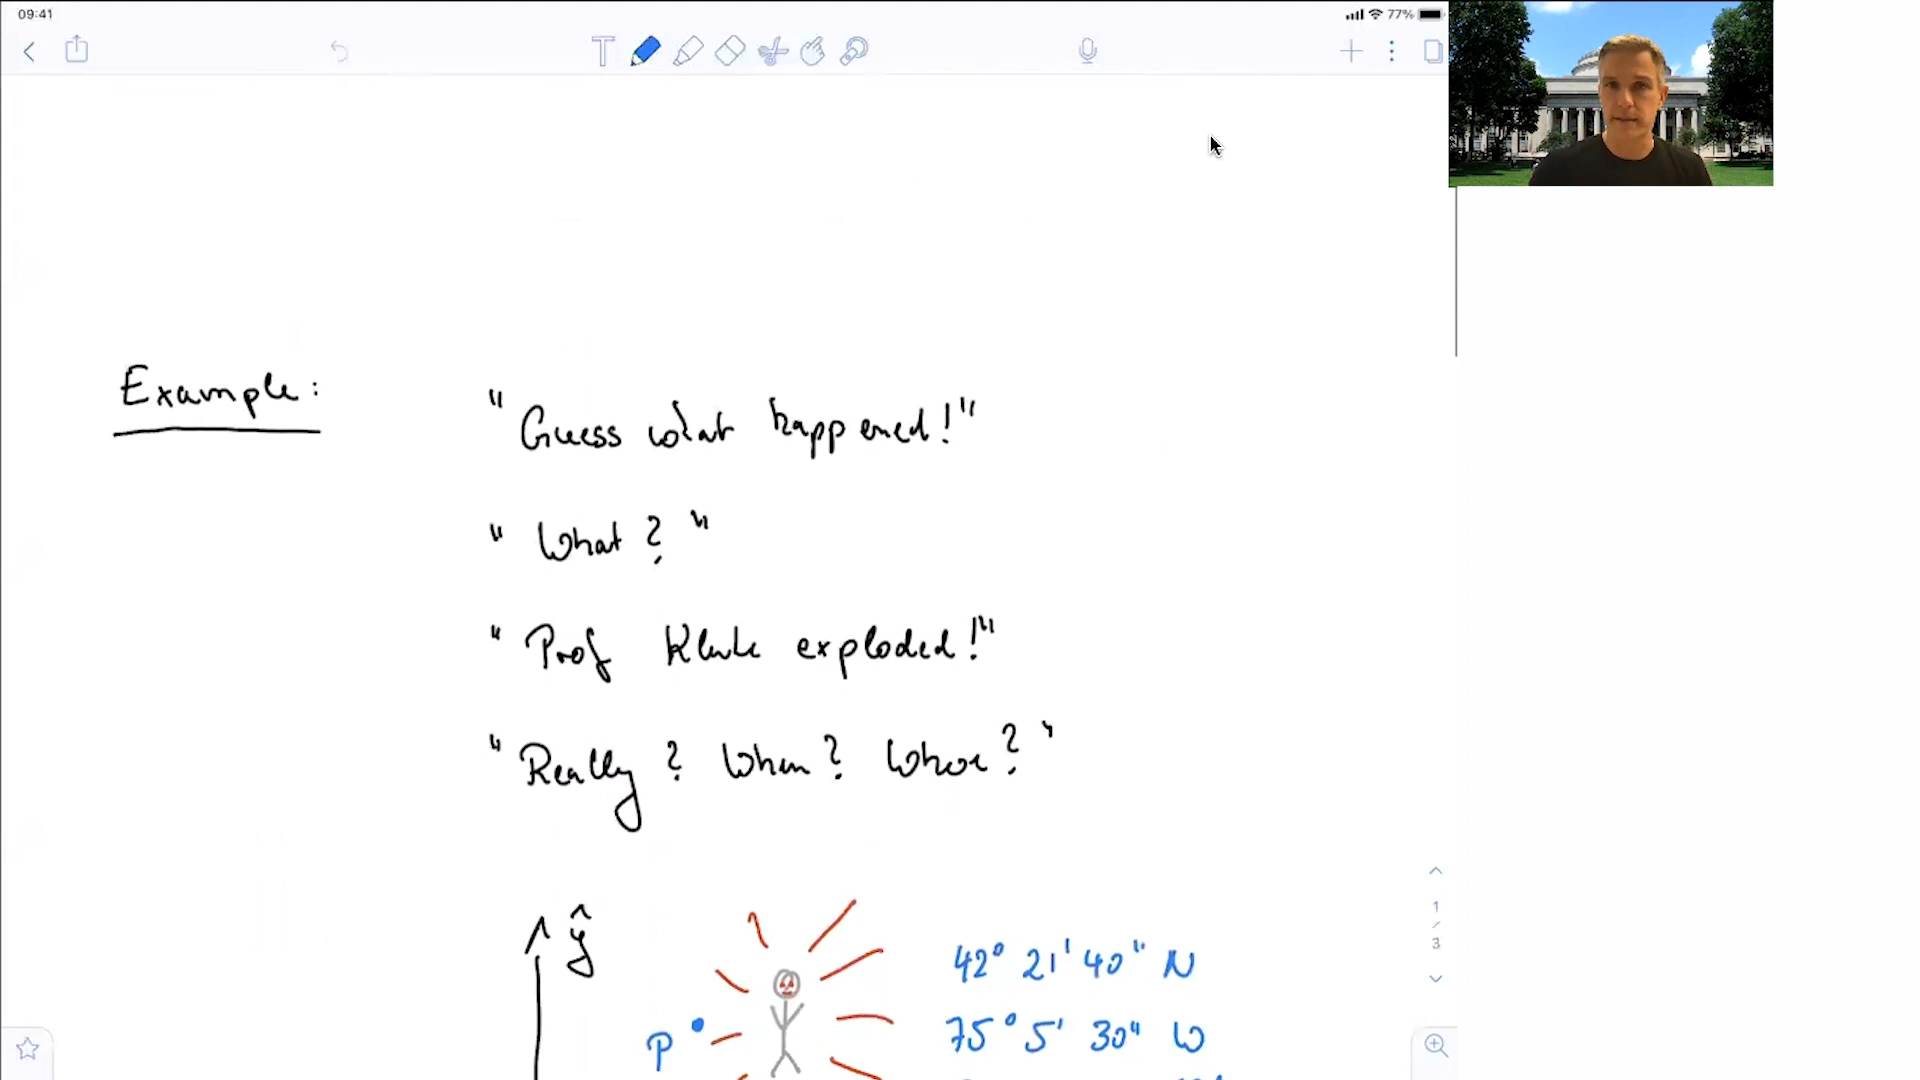 09:41
77%
Example:
"Guess what happened!"
"What?"
"Prof Klute exploded!"
"Really? When? Where?"
ŷ
42° 21' 40" N
P
75° 5' 30" W
1
/
3